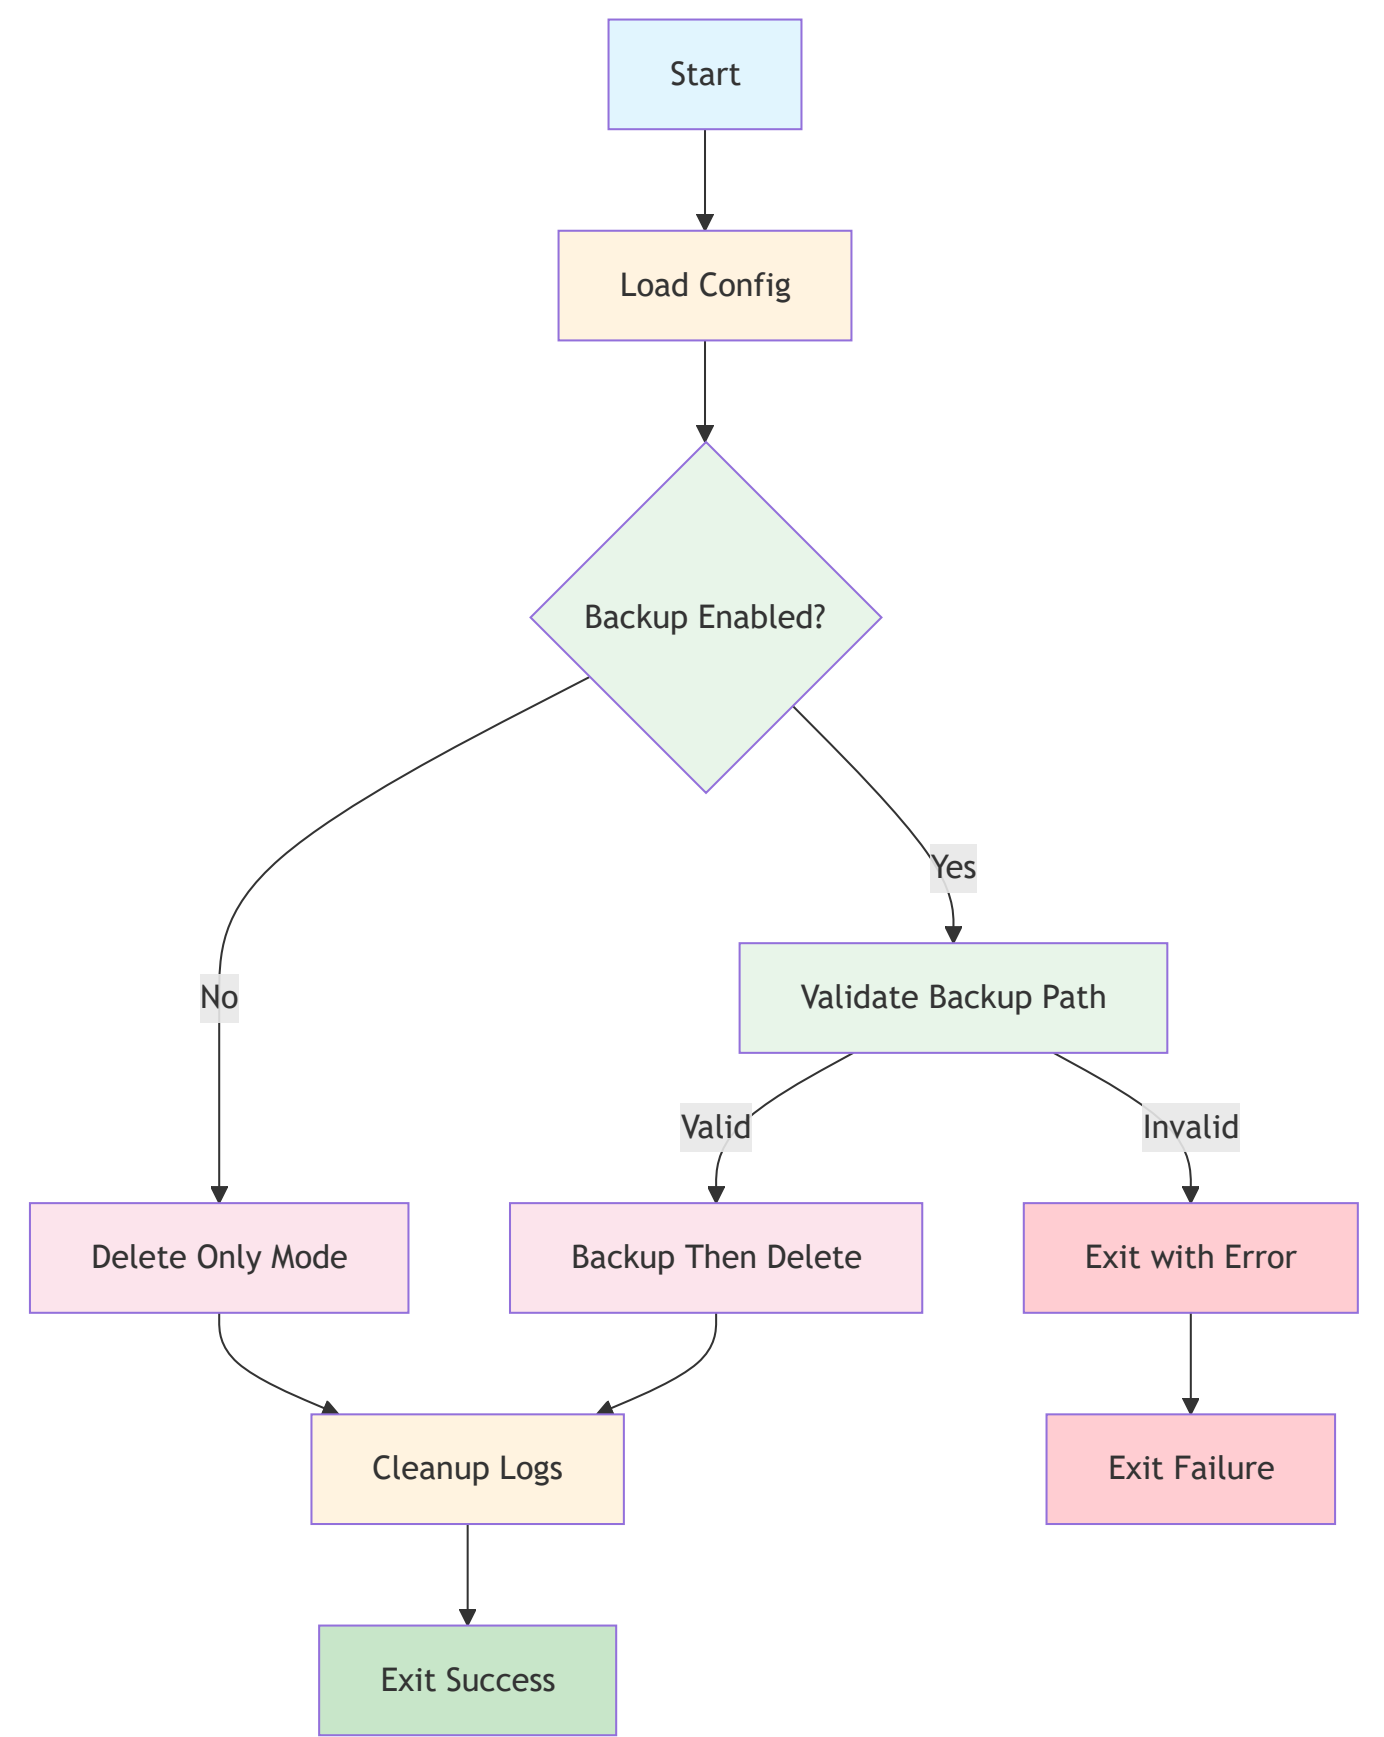 Start
Load Config
Backup Enabled?
Yes
No
Validate Backup Path
Valid
Invalid
Delete Only Mode
Backup Then Delete
Exit with Error
Cleanup Logs
Exit Failure
Exit Success